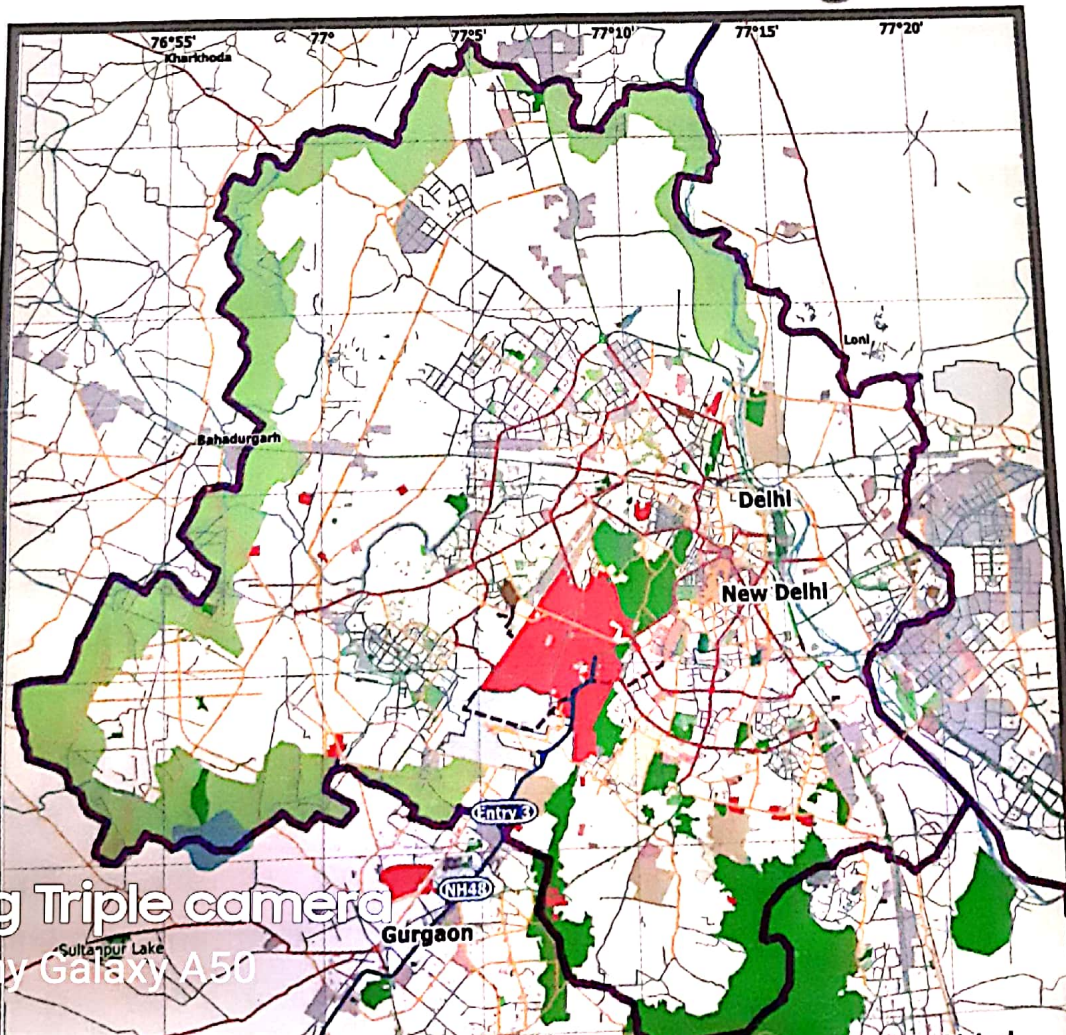 76°55'
77°
77°5'
77°10'
77°15'
77°20'
Kharkhoda
Loni
Bahadurgarh
Delhi
New Delhi
Entry 3
NH48
g Triple camera
Gurgaon
Sultanpur Lake
y Galaxy A50